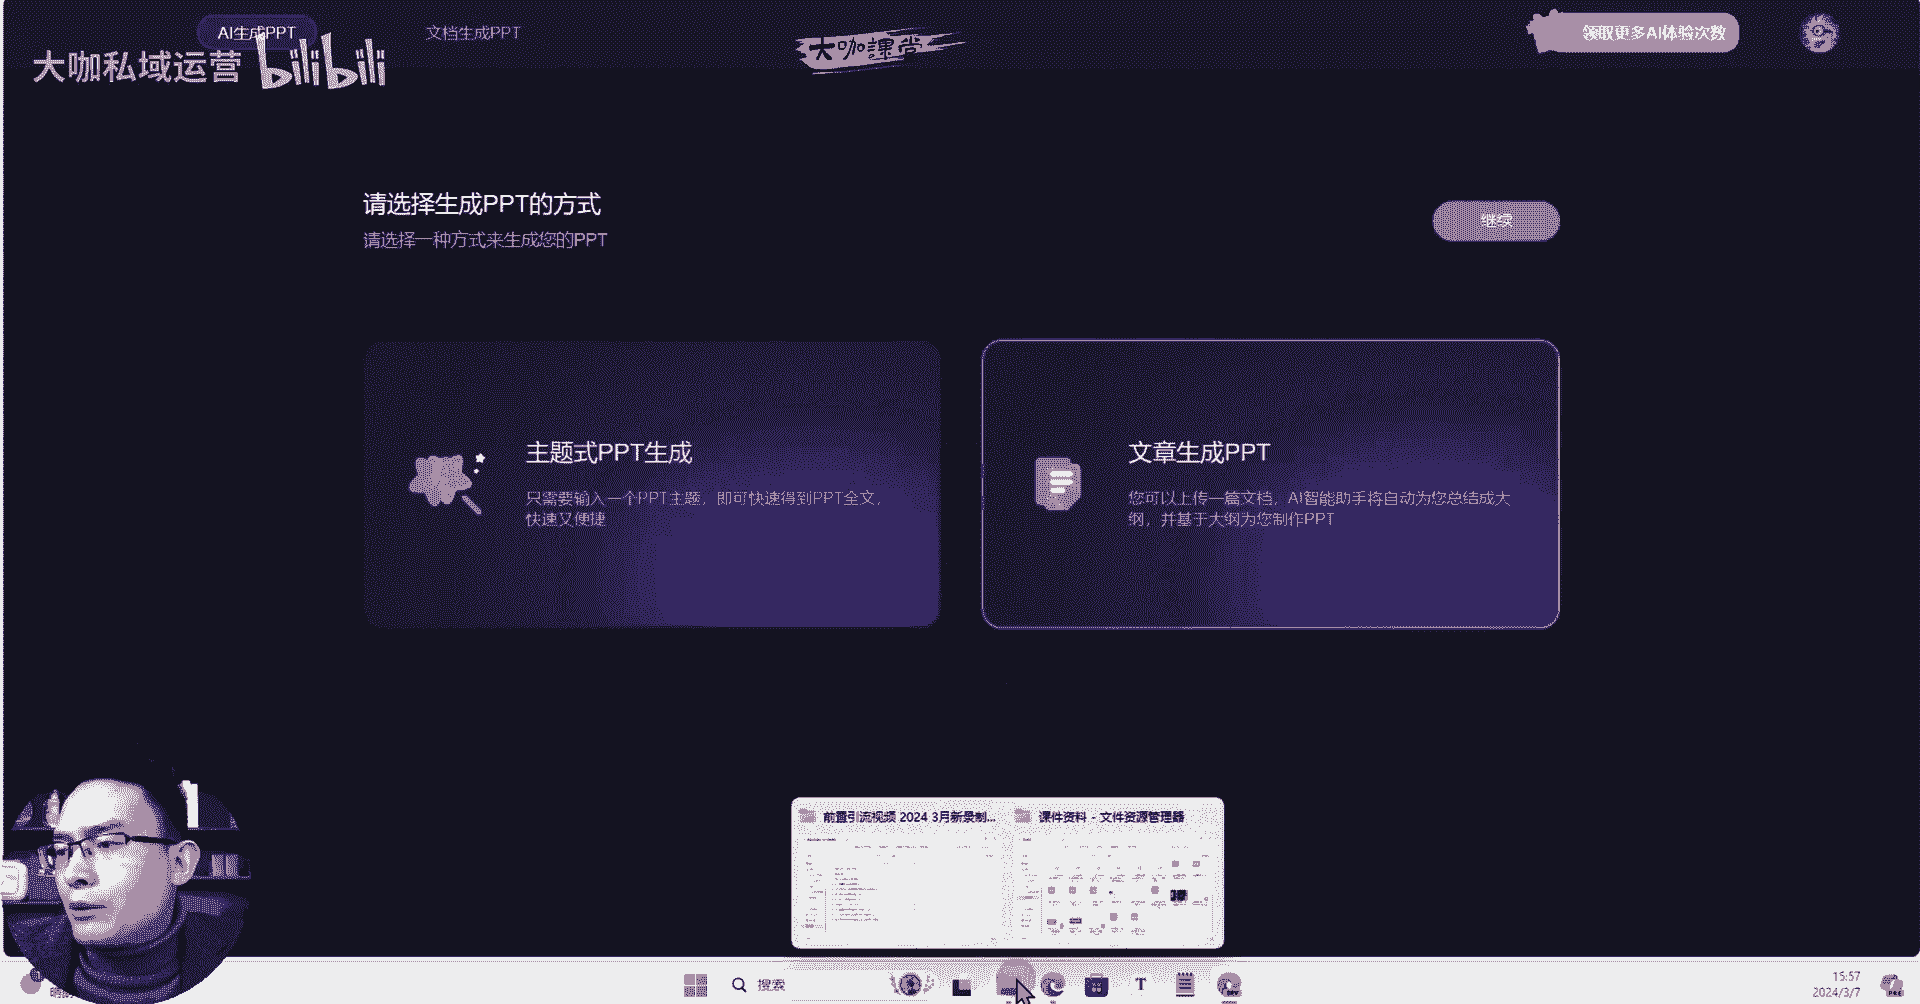 AI生成PPT
文档生成PPT
大咖課堂
领取更多AI体验次数
大咖私域运营 bilibili
请选择生成PPT的方式
请选择一种方式来生成您的PPT
继续
主题式PPT生成
只需要输入一个PPT主题，即可快速得到PPT全文，
快速又便捷
文章生成PPT
您可以上传一篇文档，AI智能助手将自动为您总结成大
纲，并基于大纲为您制作PPT
前置引流视频 2024 3月新录制...
课件资料 - 文件资源管理器
搜索
T
15:57
2024/3/7